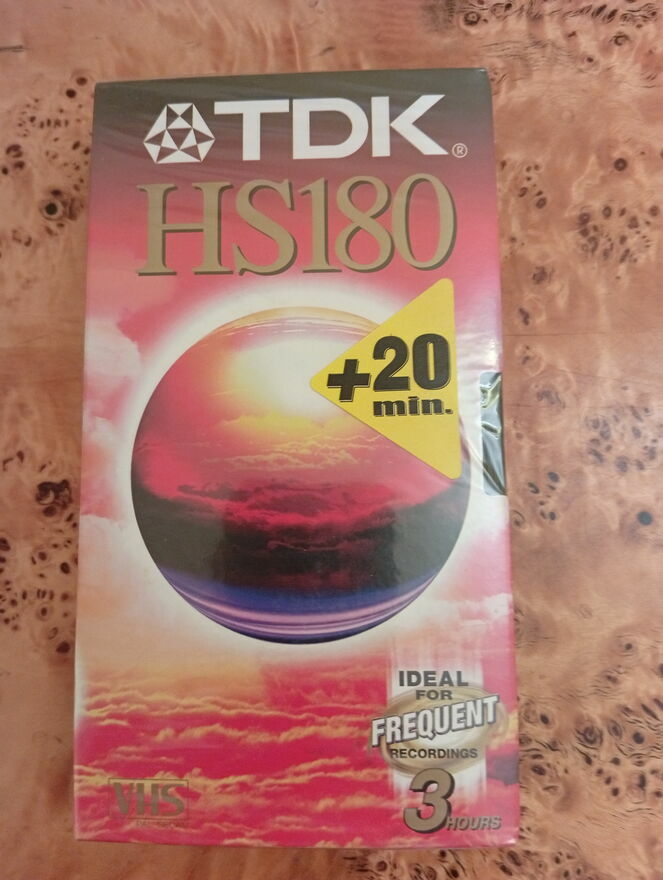 TDK®
HS180
+20
min.
IDEAL
FOR
FREQUENT
RECORDINGS
3
HOURS
VHS